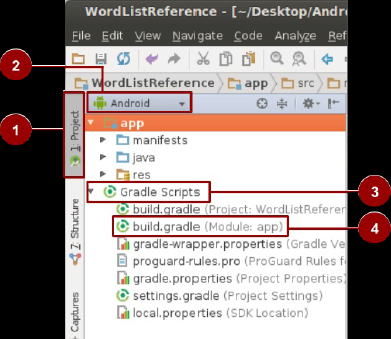 WordListReference - [~/Desktop/Andro
File Edit View Navigate Code Analyze Ref
2
WordListReference app src
Android
1
1: Project
app
manifests
java
res
Gradle Scripts
3
build.gradle (Project: WordListReferen
build.gradle (Module: app)
4
gradle-wrapper.properties (Gradle Ve
proguard-rules.pro (ProGuard Rules fo
gradle.properties (Project Properties)
settings.gradle (Project Settings)
local.properties (SDK Location)
7: Structure
Captures